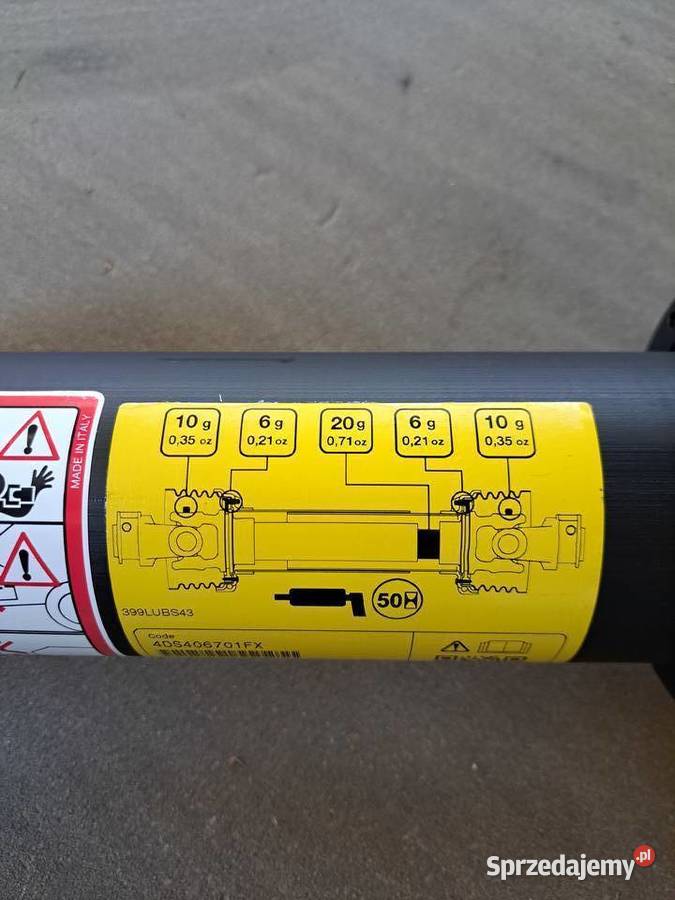 10 g
0,35 oz
6 g
0,21 oz
20 g
0,71 oz
6 g
0,21 oz
10 g
0,35 oz
MADE IN ITALY
50
399LUBS43
Code
4DS406701FX
Sprzedajemy.pl